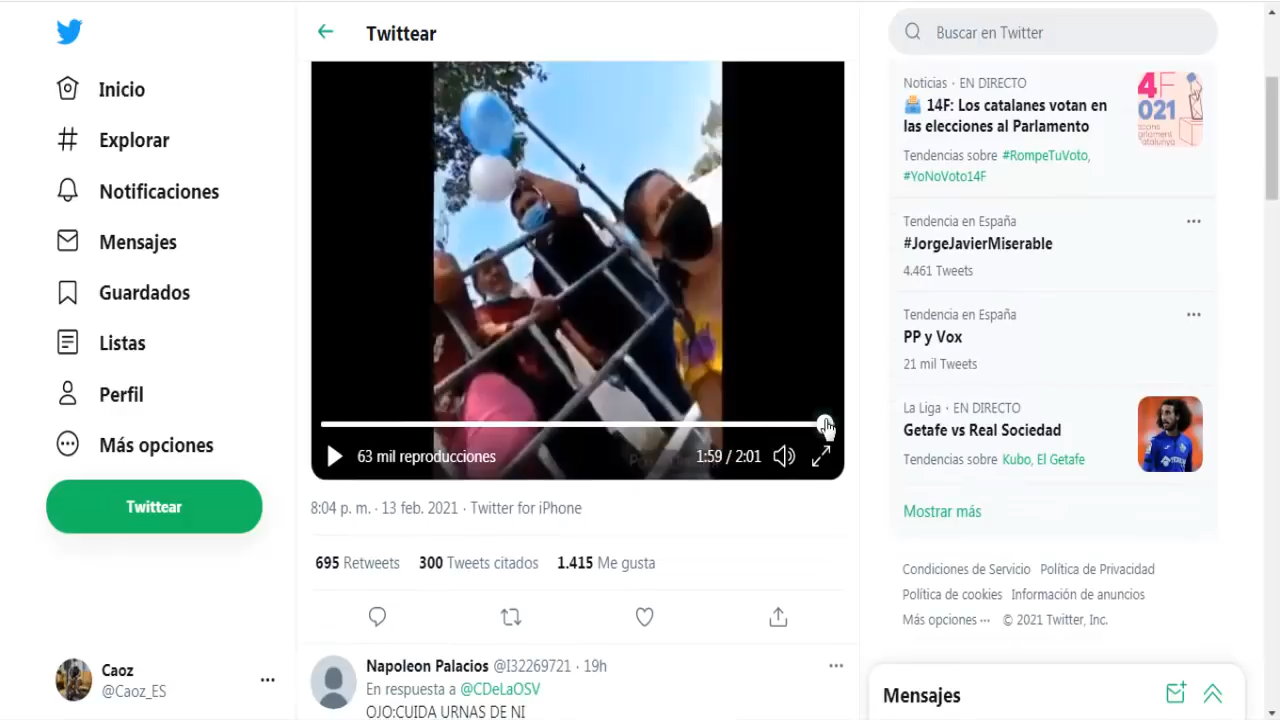 Inicio
Explorar
Notificaciones
Mensajes
Guardados
Listas
Perfil
Más opciones
Twittear
Caoz
@Caoz_ES
Twittear
63 mil reproducciones
1:59 / 2:01
8:04 p. m. · 13 feb. 2021 · Twitter for iPhone
695 Retweets 300 Tweets citados 1.415 Me gusta
Napoleon Palacios @I32269721 · 19h
En respuesta a @CDeLaOSV
OJO:CUIDA URNAS DE NI
Buscar en Twitter
Noticias · EN DIRECTO
14F: Los catalanes votan en
las elecciones al Parlamento
Tendencias sobre #RompeTuVoto,
#YoNoVoto14F
4F
021
Tendencia en España
#JorgeJavierMiserable
4.461 Tweets
Tendencia en España
PP y Vox
21 mil Tweets
La Liga · EN DIRECTO
Getafe vs Real Sociedad
Tendencias sobre Kubo, El Getafe
Mostrar más
Condiciones de Servicio Política de Privacidad
Política de cookies Información de anuncios
Más opciones ··· © 2021 Twitter, Inc.
Mensajes